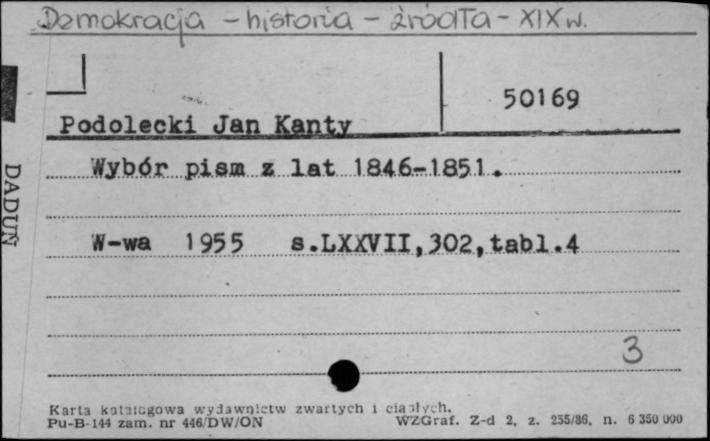 Demokracja - historia - źródła - XIX w.
50169
Podolecki Jan Kanty
Wybór pism z lat 1846-1851.
W-wa 1955 s.LXXVII,302,tabl.4
3
DADUŃ
Karta katalogowa wydawnictw zwartych i ciągłych.
Pu-B-144 zam. nr 446/DW/ON WZGraf. Z-d 2, z. 255/86, n. 6 350 000